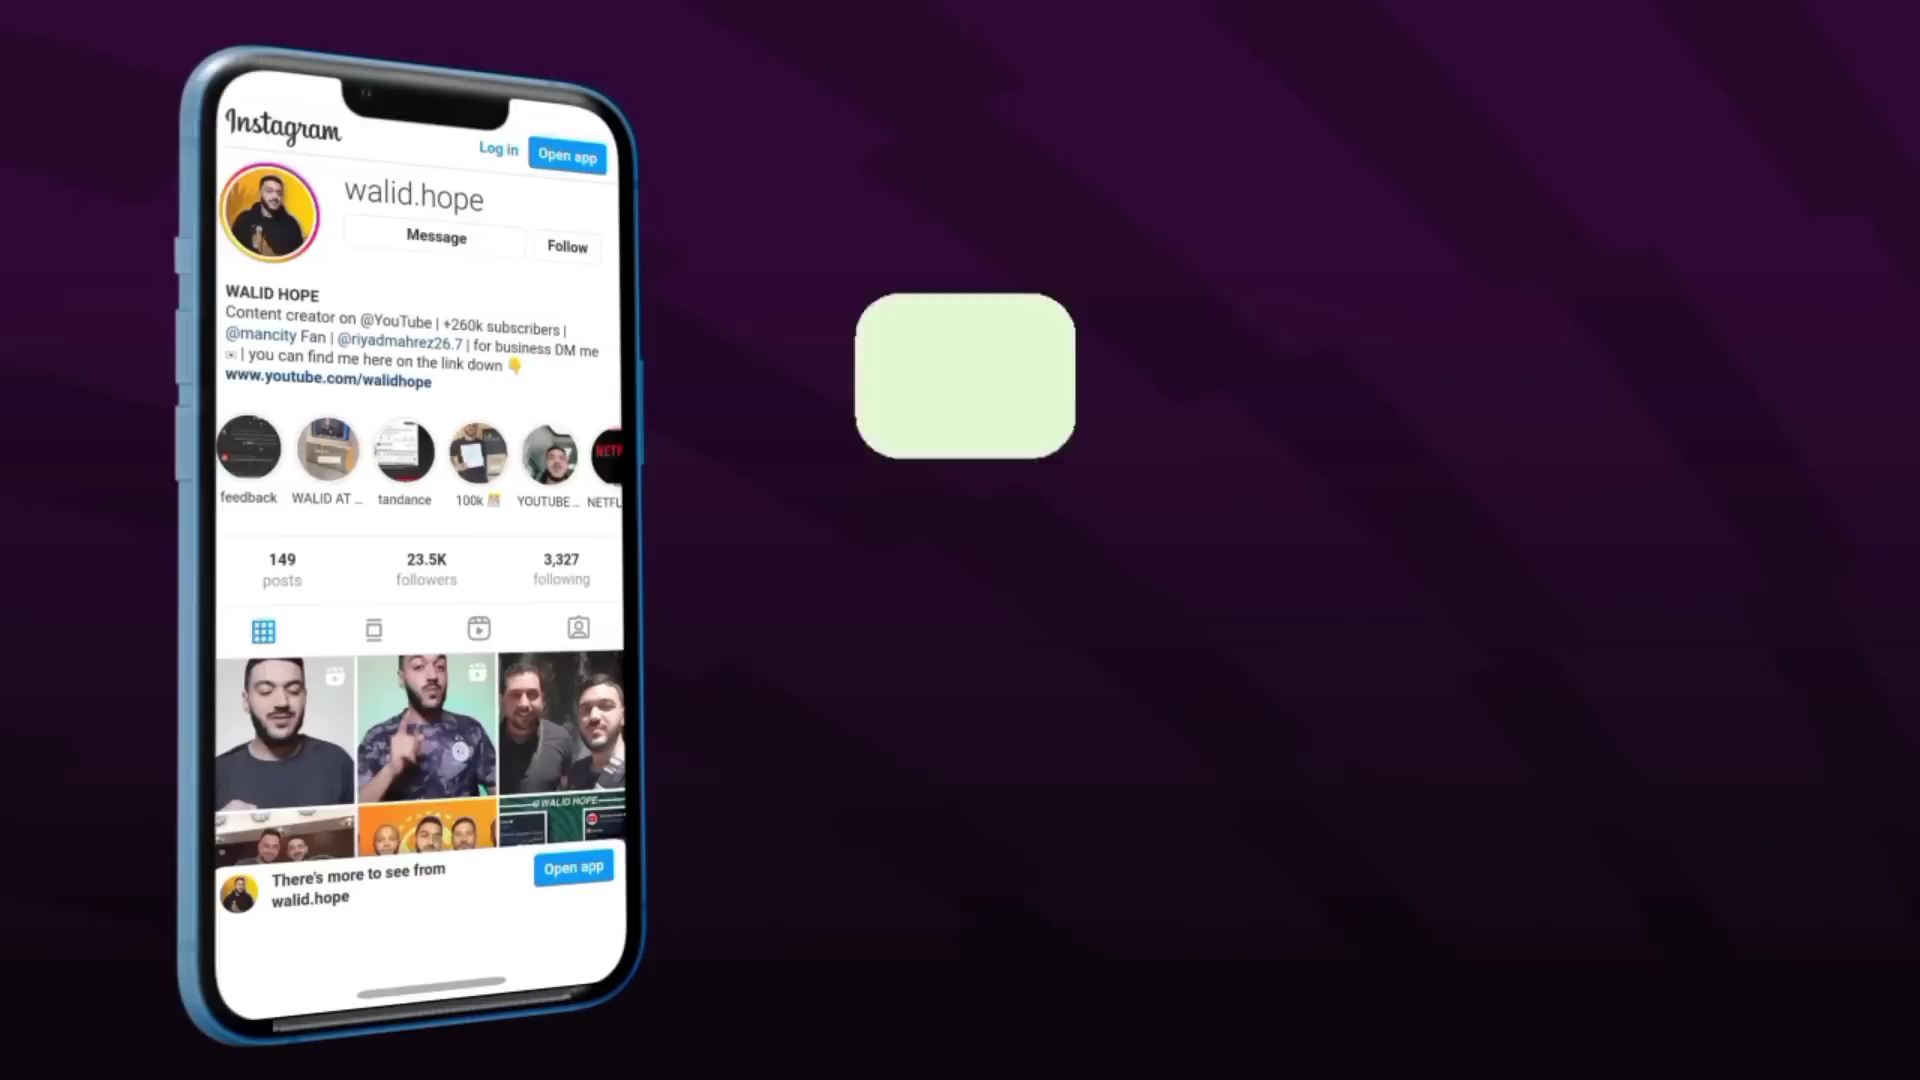 Instagram
Log in
Open app
walid.hope
Message
Follow
WALID HOPE
Content creator on @YouTube | +260k subscribers |
@mancity Fan | @riyadmahrez26.7 | for business DM me
✉️ | you can find me here on the link down 👇
www.youtube.com/walidhope
NETF
feedback
WALID AT ...
tandance
100k 🎊
YOUTUBE ...
NETFL
149
23.5K
3,327
posts
followers
following
@WALID HOPE
There's more to see from
walid.hope
Open app